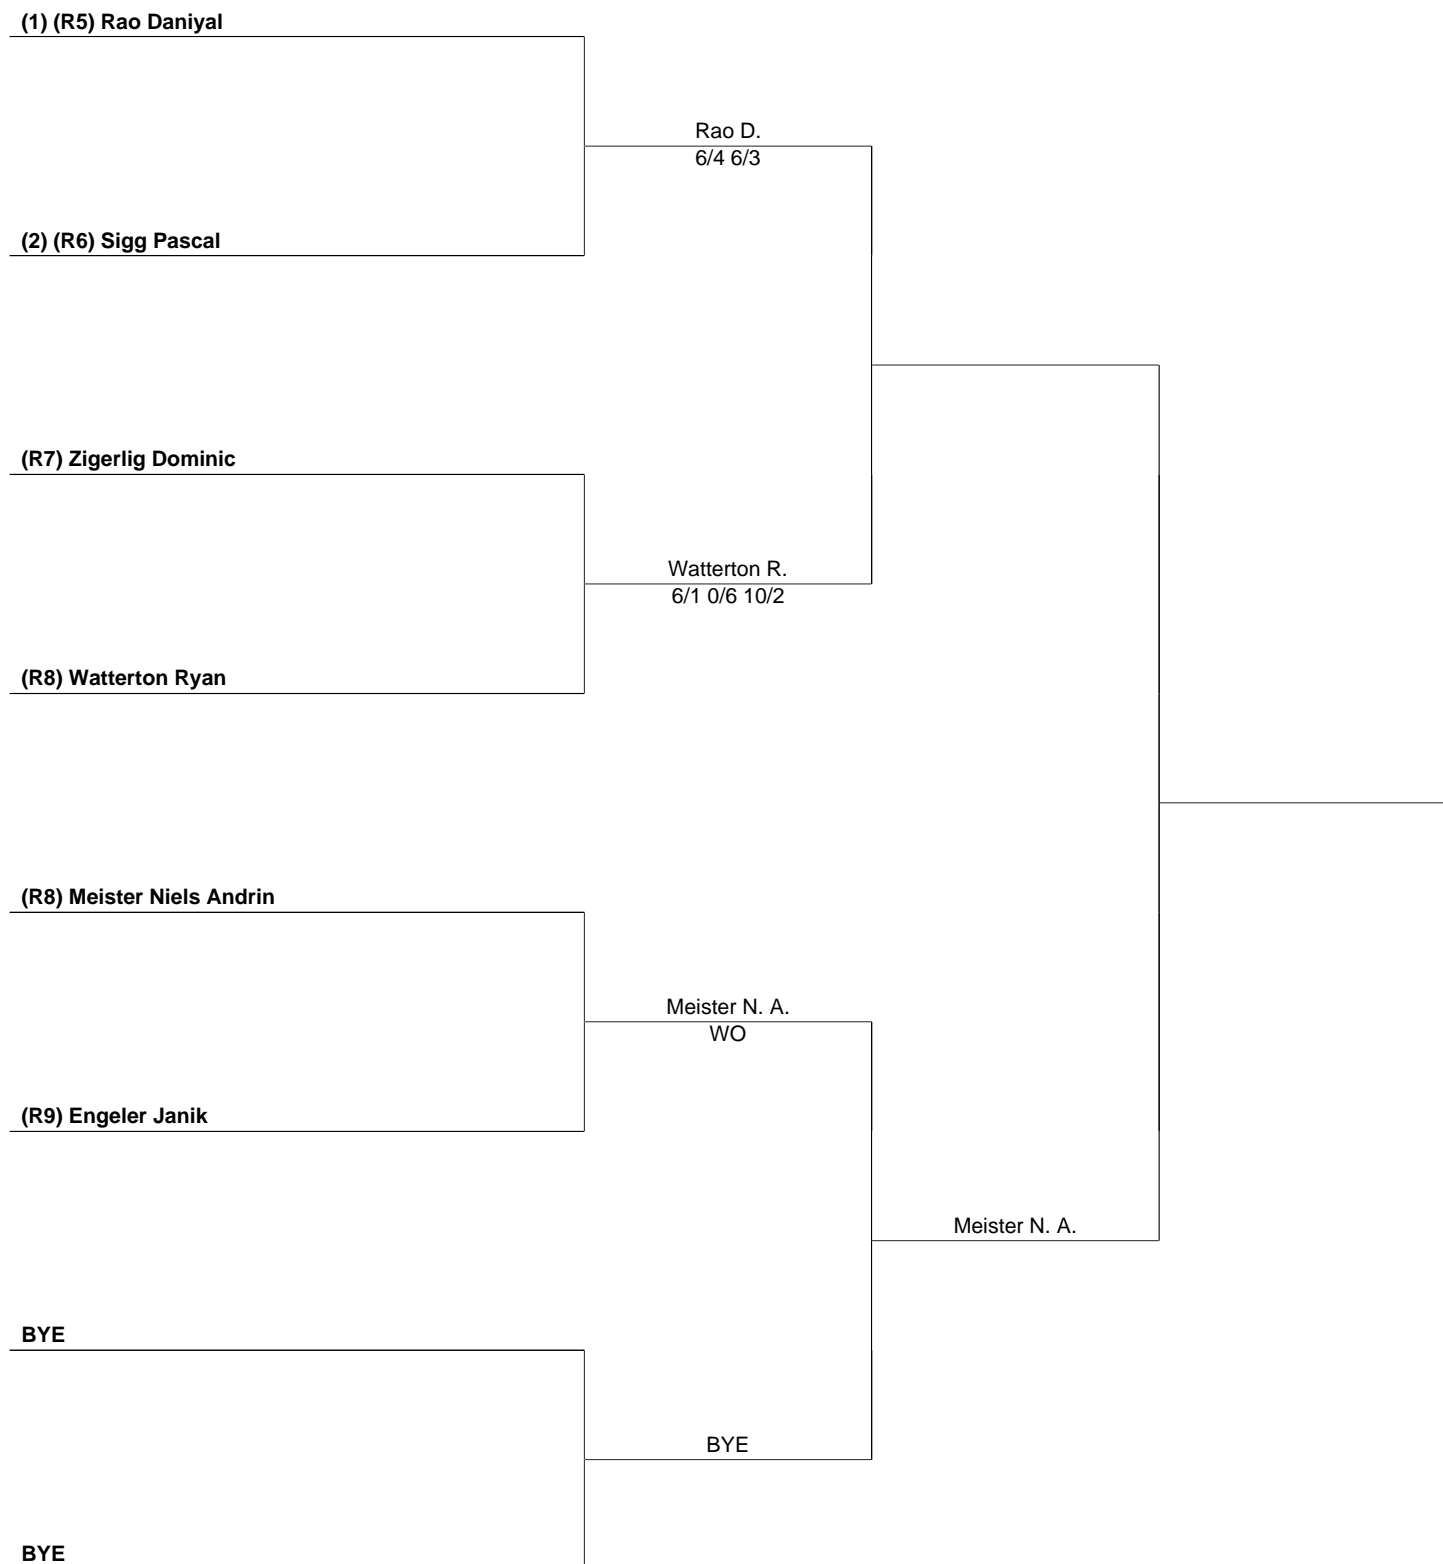 (1) (R5) Rao Daniyal
Rao D.
6/4 6/3
(2) (R6) Sigg Pascal
(R7) Zigerlig Dominic
Watterton R.
6/1 0/6 10/2
(R8) Watterton Ryan
(R8) Meister Niels Andrin
Meister N. A.
WO
(R9) Engeler Janik
Meister N. A.
BYE
BYE
BYE